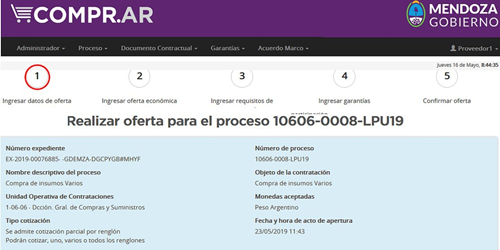 COMPR.AR
MENDOZA
GOBIERNO
Administrador Proceso Documento Contractual Garantías Acuerdo Marco Proveedor1
Jueves 16 de Mayo, 8:44:35
1 2 3 4 5
Ingresar datos de oferta Ingresar oferta económica Ingresar requisitos de Ingresar garantías Confirmar oferta
Realizar oferta para el proceso 10606-0008-LPU19
Número expediente Número de proceso
EX-2019-00076885- -GDEMZA-DGCPYGB#MHYF 10606-0008-LPU19
Nombre descriptivo del proceso Objeto de la contratación
Compra de insumos Varios Compra de insumos Varios
Unidad Operativa de Contrataciones Monedas aceptadas
1-06-06 - Dcción. Gral. de Compras y Suministros Peso Argentino
Tipo cotización Fecha y hora de acto de apertura
Se admite cotización parcial por renglón 23/05/2019 11:43
Podrán cotizar, uno, varios o todos los renglones